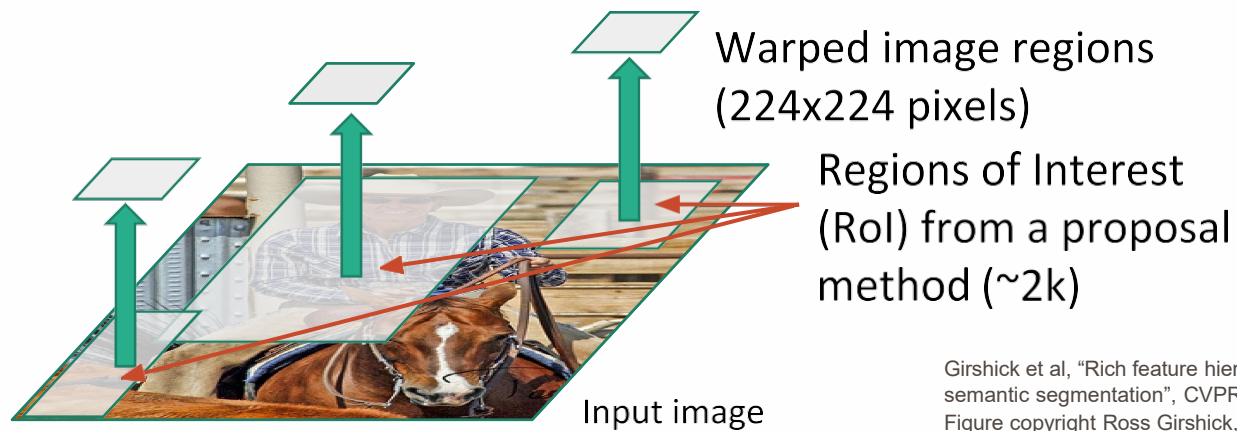 Warped image regions
(224x224 pixels)
Regions of Interest
(RoI) from a proposal
method (~2k)
Input image
Girshick et al, “Rich feature hier
semantic segmentation”, CVPR
Figure copyright Ross Girshick,